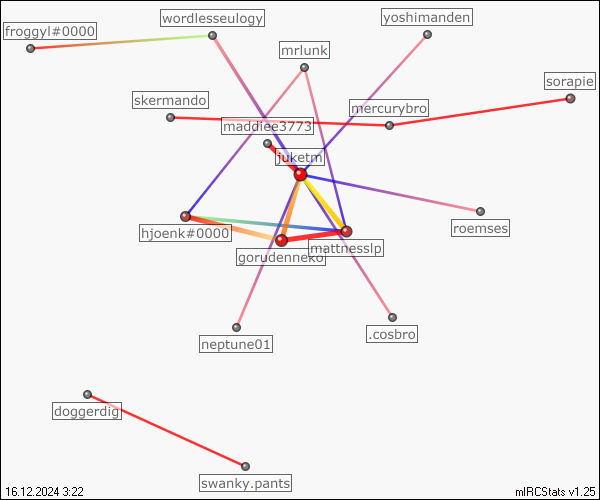 wordlesseulogy
yoshimanden
froggyl#0000
mrlunk
sorapie
skermando
mercurybro
maddiee3773
juketm
roemses
hjoenk#0000
mattnesslp
gorudenneko
.cosbro
neptune01
doggerdig
swanky.pants
16.12.2024 3:22
mIRCStats v1.25